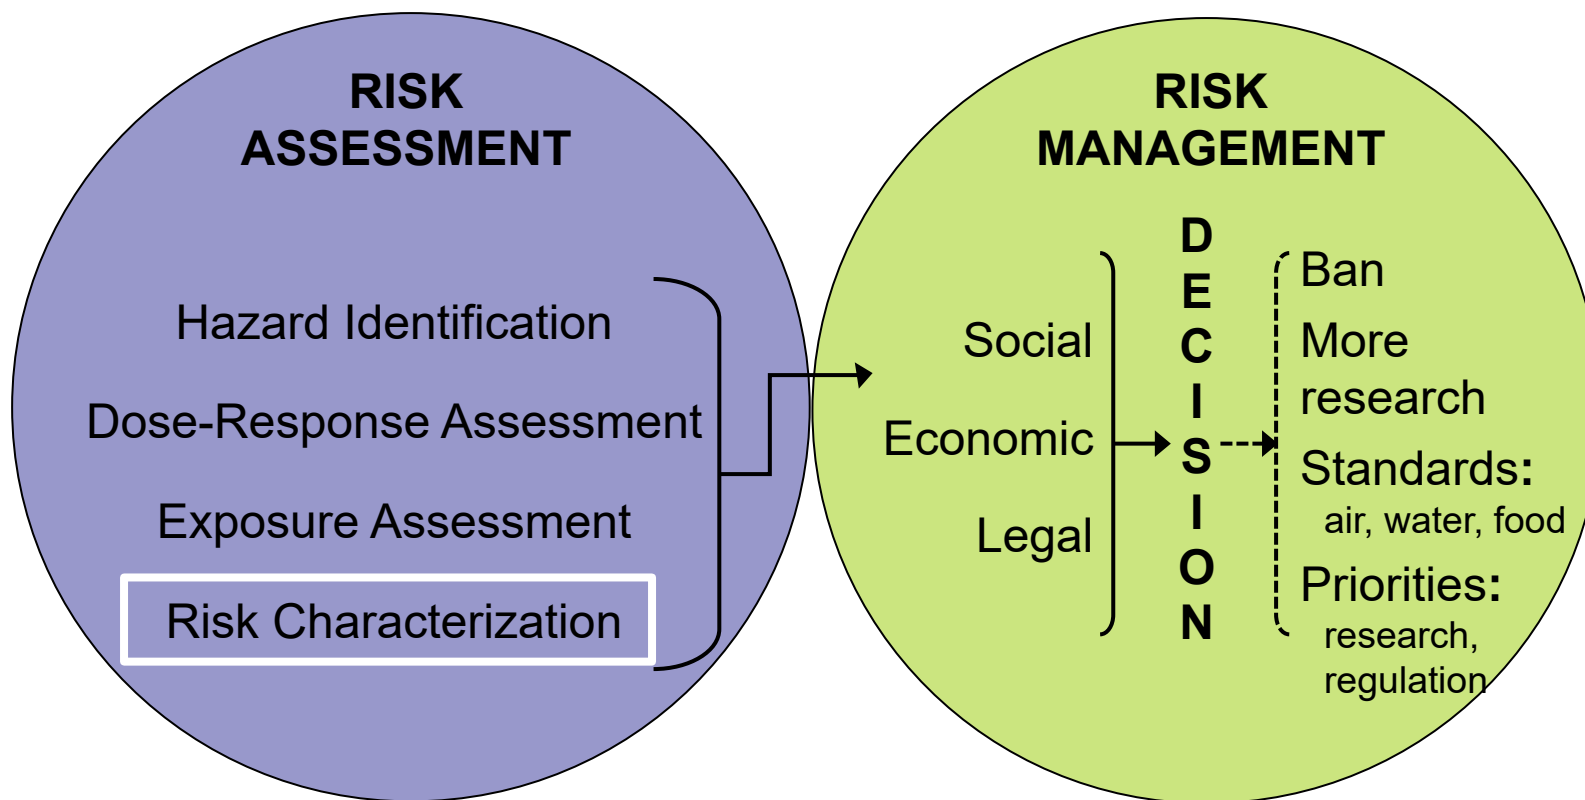 RISK
ASSESSMENT
Hazard Identification
Dose-Response Assessment
Exposure Assessment
Risk Characterization
RISK
MANAGEMENT
Social
Economic
Legal
DECISION
Ban
More
research
Standards:
air, water, food
Priorities:
research,
regulation